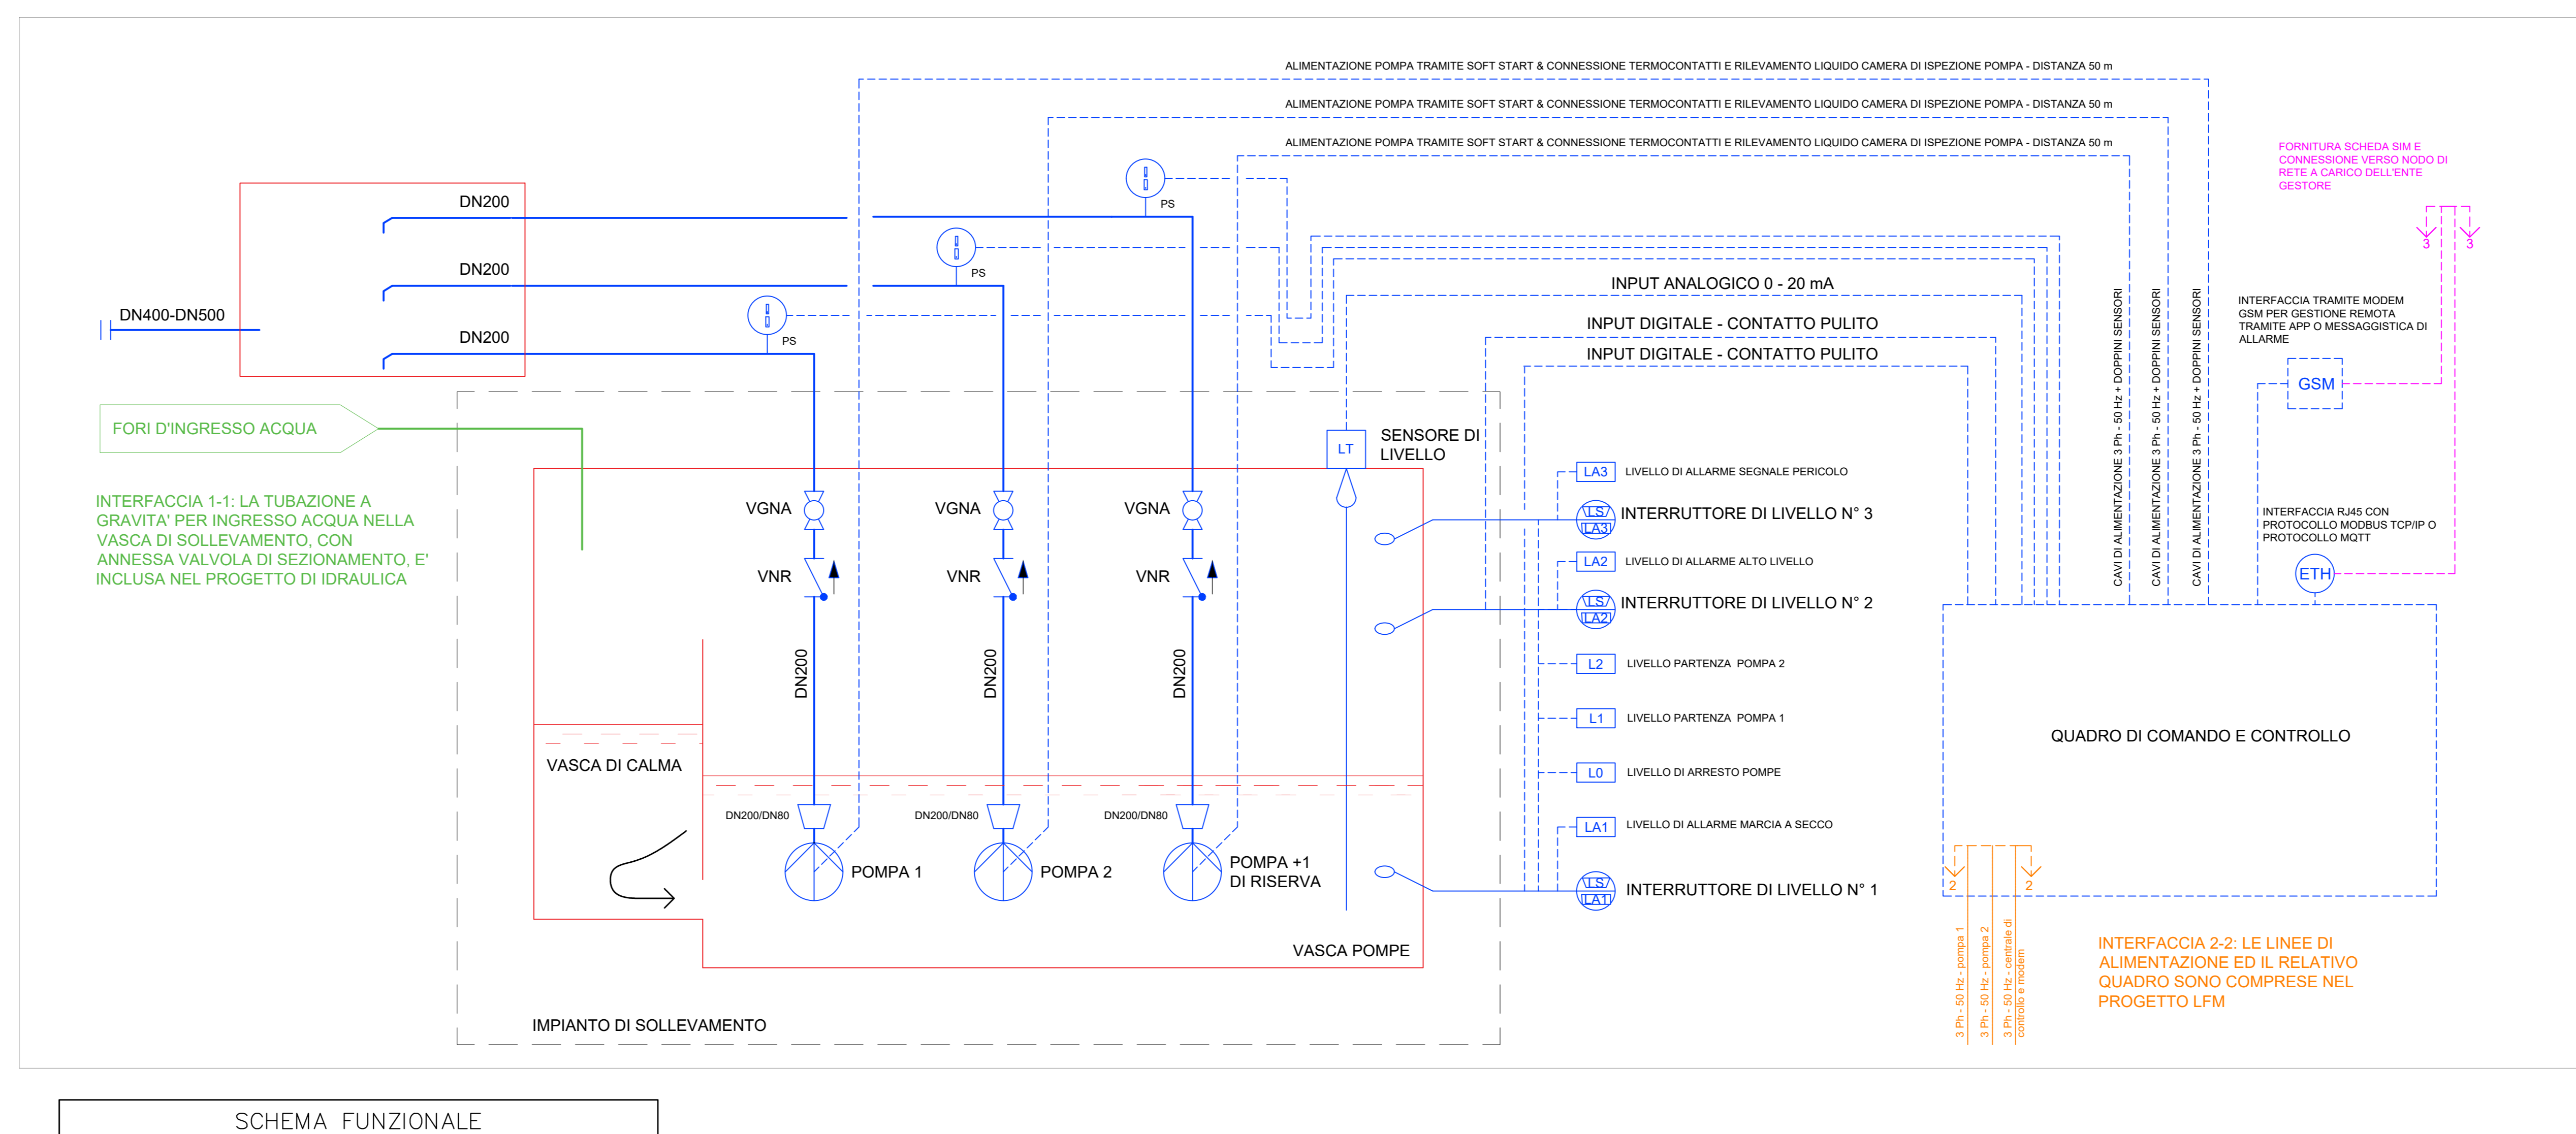 ALIMENTAZIONE POMPA TRAMITE SOFT START & CONNESSIONE TERMOCONTATTI E RILEVAMENTO LIQUIDO CAMERA DI ISPEZIONE POMPA - DISTANZA 50 m
ALIMENTAZIONE POMPA TRAMITE SOFT START & CONNESSIONE TERMOCONTATTI E RILEVAMENTO LIQUIDO CAMERA DI ISPEZIONE POMPA - DISTANZA 50 m
ALIMENTAZIONE POMPA TRAMITE SOFT START & CONNESSIONE TERMOCONTATTI E RILEVAMENTO LIQUIDO CAMERA DI ISPEZIONE POMPA - DISTANZA 50 m
FORNITURA SCHEDA SIM E
CONNESSIONE VERSO NODO DI
RETE A CARICO DELL'ENTE
GESTORE
3
3
DN200
PS
DN200
PS
DN200
PS
DN400-DN500
INPUT ANALOGICO 0 - 20 mA
INPUT DIGITALE - CONTATTO PULITO
INPUT DIGITALE - CONTATTO PULITO
CAVI DI ALIMENTAZIONE 3 Ph - 50 Hz + DOPPINI SENSORI
CAVI DI ALIMENTAZIONE 3 Ph - 50 Hz + DOPPINI SENSORI
CAVI DI ALIMENTAZIONE 3 Ph - 50 Hz + DOPPINI SENSORI
INTERFACCIA TRAMITE MODEM
GSM PER GESTIONE REMOTA
TRAMITE APP O MESSAGGISTICA DI
ALLARME
GSM
FORI D'INGRESSO ACQUA
INTERFACCIA 1-1: LA TUBAZIONE A
GRAVITA' PER INGRESSO ACQUA NELLA
VASCA DI SOLLEVAMENTO, CON
ANNESSA VALVOLA DI SEZIONAMENTO, E'
INCLUSA NEL PROGETTO DI IDRAULICA
LT
SENSORE DI
LIVELLO
VGNA
VGNA
VGNA
VNR
VNR
VNR
DN200
DN200
DN200
LA3
LIVELLO DI ALLARME SEGNALE PERICOLO
LS
LA3
INTERRUTTORE DI LIVELLO N° 3
LA2
LIVELLO DI ALLARME ALTO LIVELLO
LS
LA2
INTERRUTTORE DI LIVELLO N° 2
L2
LIVELLO PARTENZA POMPA 2
L1
LIVELLO PARTENZA POMPA 1
L0
LIVELLO DI ARRESTO POMPE
LA1
LIVELLO DI ALLARME MARCIA A SECCO
LS
LA1
INTERRUTTORE DI LIVELLO N° 1
INTERFACCIA RJ45 CON
PROTOCOLLO MODBUS TCP/IP O
PROTOCOLLO MQTT
ETH
QUADRO DI COMANDO E CONTROLLO
VASCA DI CALMA
DN200/DN80
DN200/DN80
DN200/DN80
POMPA 1
POMPA 2
POMPA +1
DI RISERVA
VASCA POMPE
IMPIANTO DI SOLLEVAMENTO
2
2
3 Ph - 50 Hz - pompa 1
3 Ph - 50 Hz - pompa 2
3 Ph - 50 Hz - centrale di
controllo e modem
INTERFACCIA 2-2: LE LINEE DI
ALIMENTAZIONE ED IL RELATIVO
QUADRO SONO COMPRESE NEL
PROGETTO LFM
SCHEMA FUNZIONALE